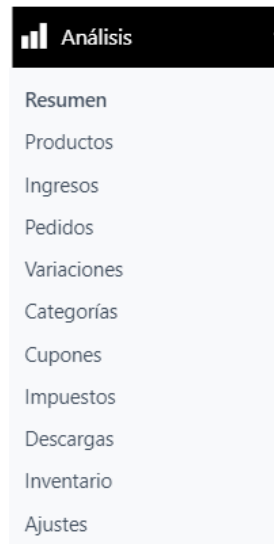 Análisis
Resumen
Productos
Ingresos
Pedidos
Variaciones
Categorías
Cupones
Impuestos
Descargas
Inventario
Ajustes